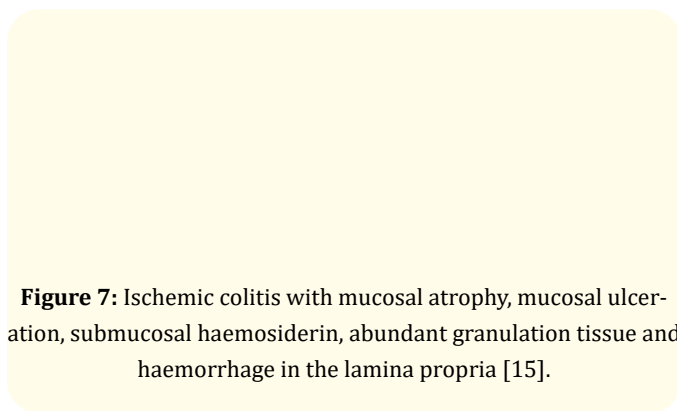 Figure 7: Ischemic colitis with mucosal atrophy, mucosal ulcer-
ation, submucosal haemosiderin, abundant granulation tissue and
haemorrhage in the lamina propria [15].